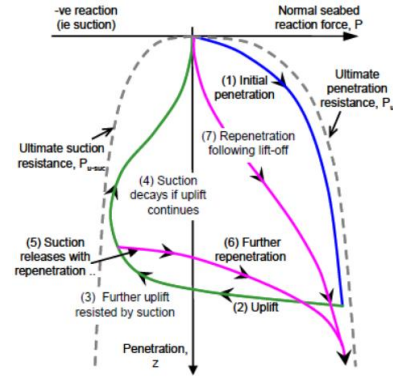 -ve reaction
(ie suction)
Normal seabed
reaction force, P
(1) Initial
penetration
Ultimate
penetration
resistance, Pu
(7) Repenetration
following lift-off
Ultimate suction
resistance, Pu-suc
(4) Suction
decays if uplift
continues
(5) Suction
releases with
repenetration ..
(6) Further
repenetration
(3) Further uplift
resisted by suction
(2) Uplift
Penetration,
z